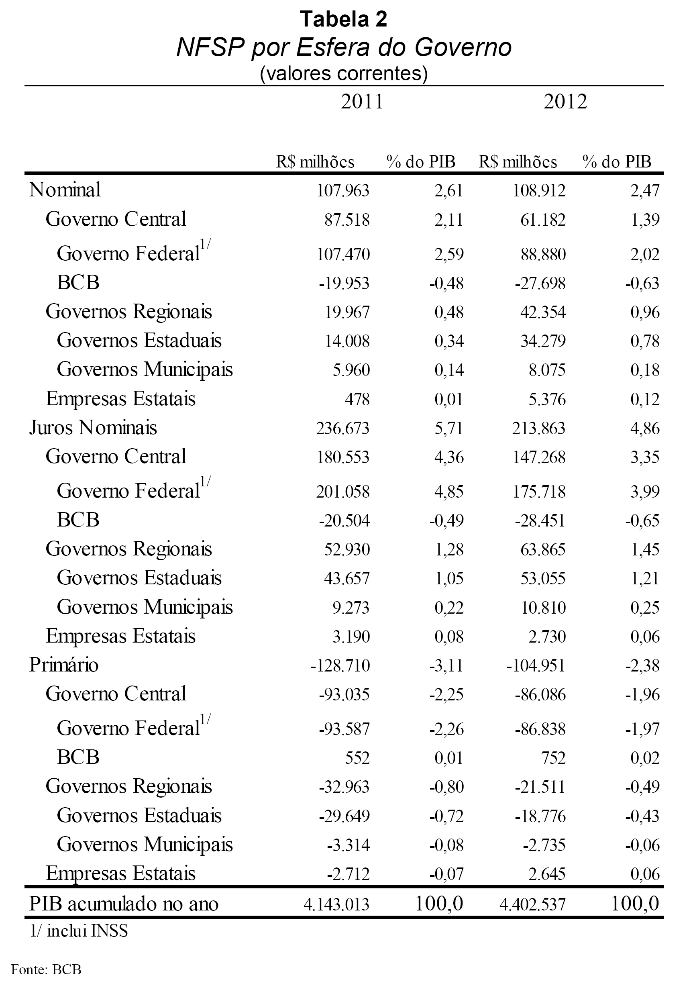 Tabela 2
NFSP por Esfera do Governo
(valores correntes)
2011 2012
R$ milhões % do PIB R$ milhões % do PIB
Nominal 107.963 2,61 108.912 2,47
Governo Central 87.518 2,11 61.182 1,39
Governo Federal1/ 107.470 2,59 88.880 2,02
BCB -19.953 -0,48 -27.698 -0,63
Governos Regionais 19.967 0,48 42.354 0,96
Governos Estaduais 14.008 0,34 34.279 0,78
Governos Municipais 5.960 0,14 8.075 0,18
Empresas Estatais 478 0,01 5.376 0,12
Juros Nominais 236.673 5,71 213.863 4,86
Governo Central 180.553 4,36 147.268 3,35
Governo Federal1/ 201.058 4,85 175.718 3,99
BCB -20.504 -0,49 -28.451 -0,65
Governos Regionais 52.930 1,28 63.865 1,45
Governos Estaduais 43.657 1,05 53.055 1,21
Governos Municipais 9.273 0,22 10.810 0,25
Empresas Estatais 3.190 0,08 2.730 0,06
Primário -128.710 -3,11 -104.951 -2,38
Governo Central -93.035 -2,25 -86.086 -1,96
Governo Federal1/ -93.587 -2,26 -86.838 -1,97
BCB 552 0,01 752 0,02
Governos Regionais -32.963 -0,80 -21.511 -0,49
Governos Estaduais -29.649 -0,72 -18.776 -0,43
Governos Municipais -3.314 -0,08 -2.735 -0,06
Empresas Estatais -2.712 -0,07 2.645 0,06
PIB acumulado no ano 4.143.013 100,0 4.402.537 100,0
1/ inclui INSS
Fonte: BCB